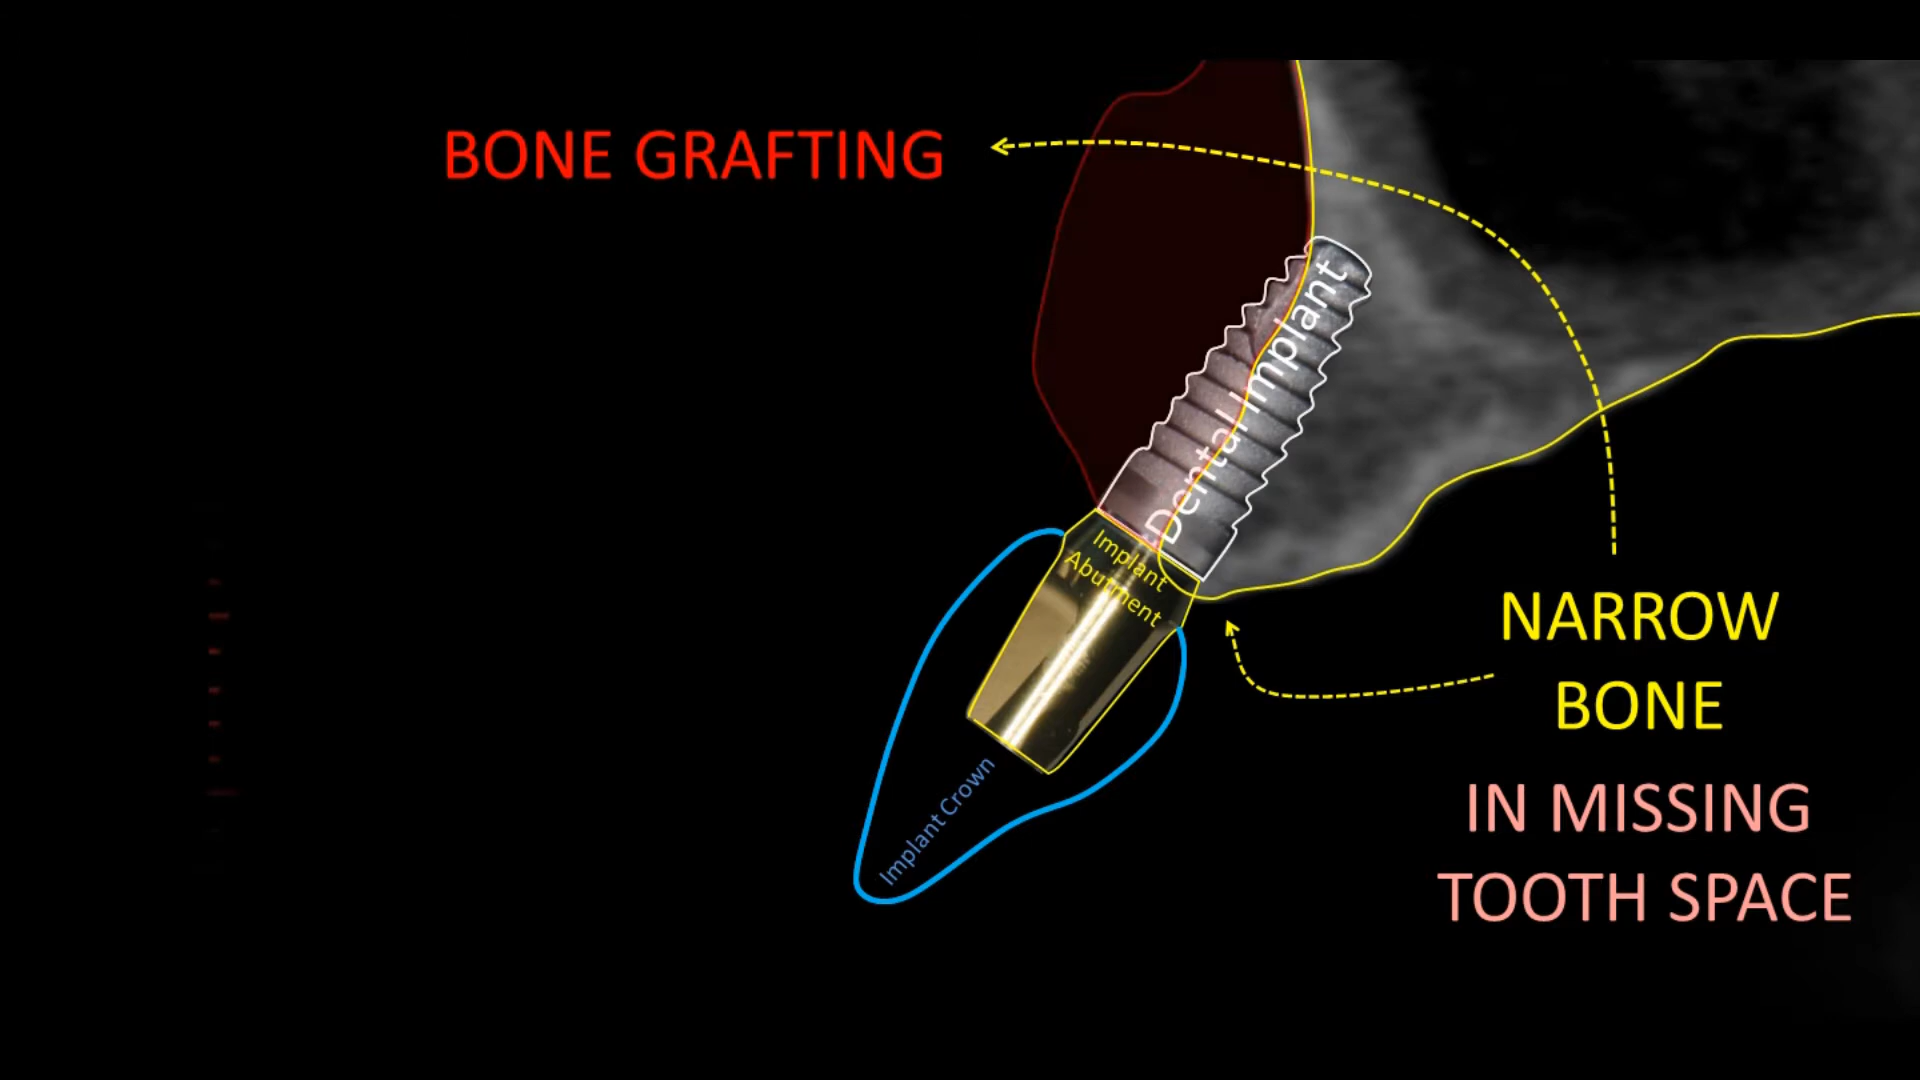 BONE GRAFTING
Dental Implant
Implant
Abutment
Implant Crown
NARROW
BONE
IN MISSING
TOOTH SPACE